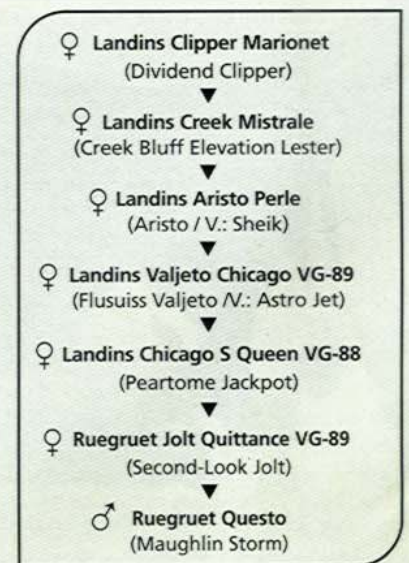 ♀ Landins Clipper Marionet
(Dividend Clipper)
▼
♀ Landins Creek Mistrale
(Creek Bluff Elevation Lester)
▼
♀ Landins Aristo Perle
(Aristo / V.: Sheik)
▼
♀ Landins Valjeto Chicago VG-89
(Flusuiss Valjeto /V.: Astro Jet)
▼
♀ Landins Chicago S Queen VG-88
(Peartome Jackpot)
▼
♀ Ruegruet Jolt Quittance VG-89
(Second-Look Jolt)
▼
♂ Ruegruet Questo
(Maughlin Storm)